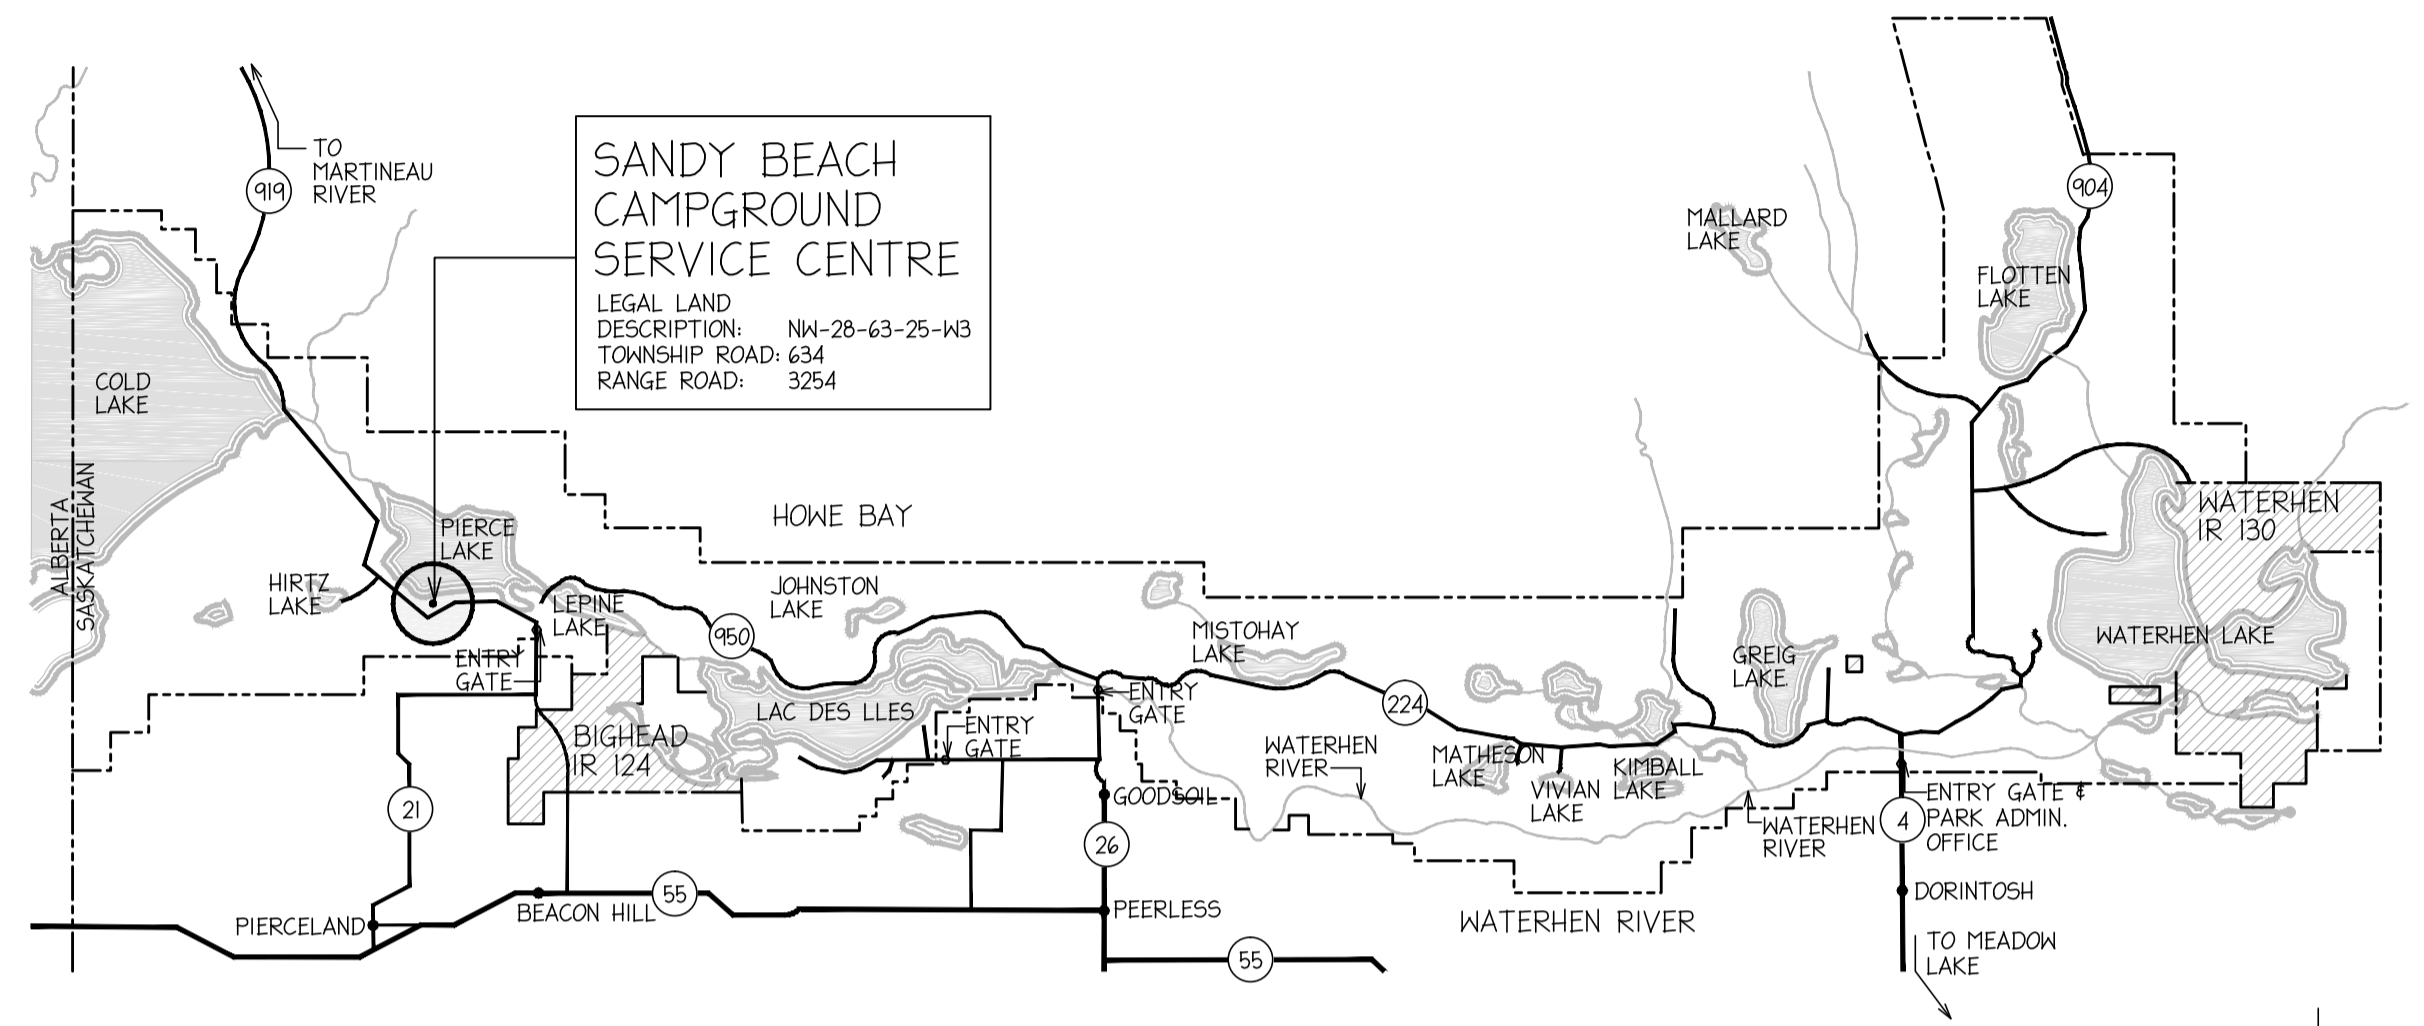 SANDY BEACH
CAMPGROUND
SERVICE CENTRE
LEGAL LAND
DESCRIPTION: NW-28-63-25-W3
TOWNSHIP ROAD: 634
RANGE ROAD: 3254
TO
MARTINEAU
RIVER
919
904
MALLARD
LAKE
FLOTTEN
LAKE
COLD
LAKE
ALBERTA
SASKATCHEWAN
PIERCE
LAKE
HOWE BAY
WATERHEN
IR 130
HIRTZ
LAKE
LEPINE
LAKE
950
JOHNSTON
LAKE
MISTOHAY
LAKE
GREIG
LAKE
WATERHEN LAKE
ENTRY
GATE
LAC DES LLES
ENTRY
GATE
ENTRY
GATE
224
BIGHEAD
IR 124
WATERHEN
RIVER
MATHESON
LAKE
VIVIAN
LAKE
KIMBALL
LAKE
21
GOODSOIL
26
WATERHEN
RIVER
4
ENTRY GATE &
PARK ADMIN.
OFFICE
PIERCELAND
BEACON HILL
55
PEERLESS
WATERHEN RIVER
DORINTOSH
55
TO MEADOW
LAKE